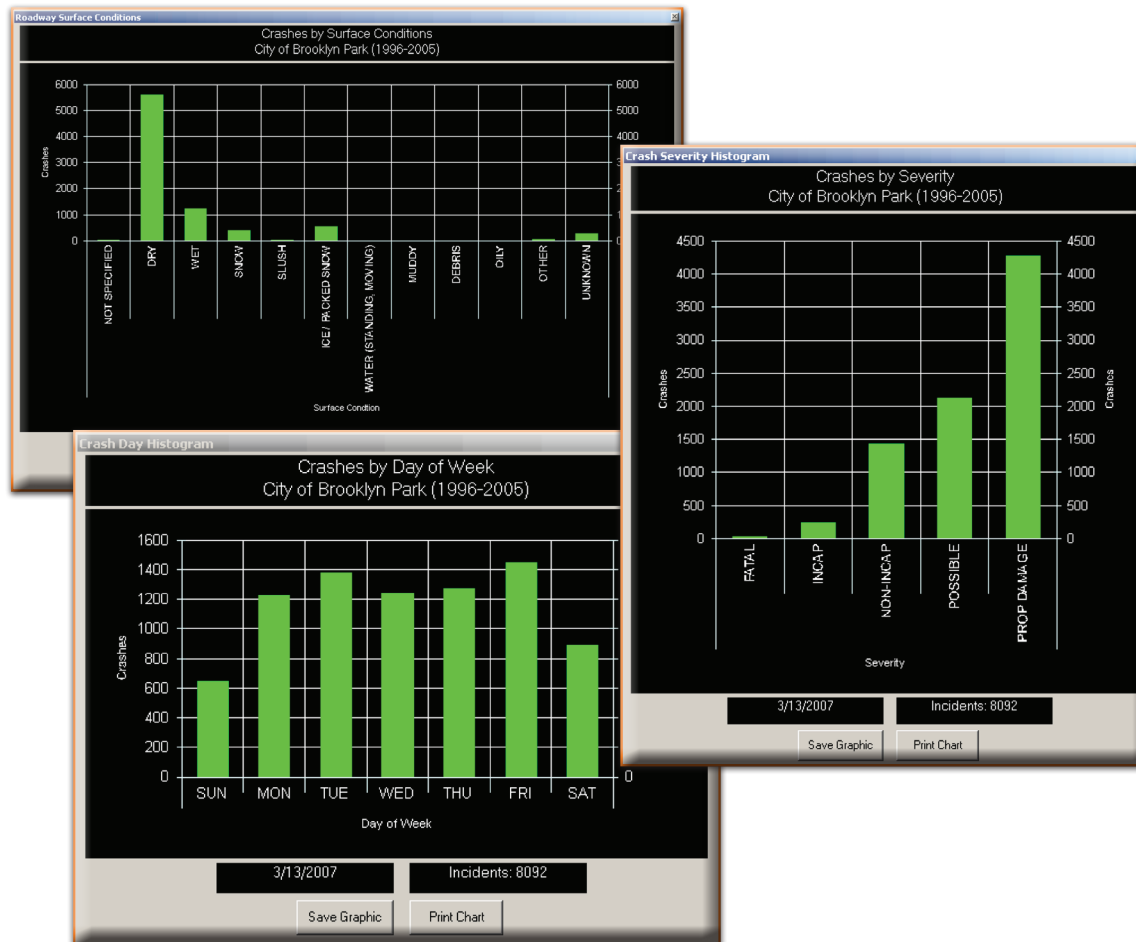 Roadway Surface Conditions
Crashes by Surface Conditions
City of Brooklyn Park (1996-2005)
6000
5000
4000
3000
2000
1000
0
Crashes
6000
5000
4000
3000
2000
1000
0
NOT SPECIFIED
DRY
WET
SNOW
SLUSH
ICE / PACKED SNOW
WATER (STANDING, MOVING)
MUDDY
DEBRIS
OILY
OTHER
UNKNOWN
Surface Condtion
Crash Severity Histogram
Crashes by Severity
City of Brooklyn Park (1996-2005)
4500
4000
3500
3000
2500
2000
1500
1000
500
0
Crashes
4500
4000
3500
3000
2500
2000
1500
1000
500
0
Crashes
FATAL
INCAP
NON-INCAP
POSSIBLE
PROP DAMAGE
Severity
3/13/2007
Incidents: 8092
Save Graphic
Print Chart
Crash Day Histogram
Crashes by Day of Week
City of Brooklyn Park (1996-2005)
1600
1400
1200
1000
800
600
400
200
0
Crashes
0
SUN MON TUE WED THU FRI SAT
Day of Week
3/13/2007
Incidents: 8092
Save Graphic
Print Chart